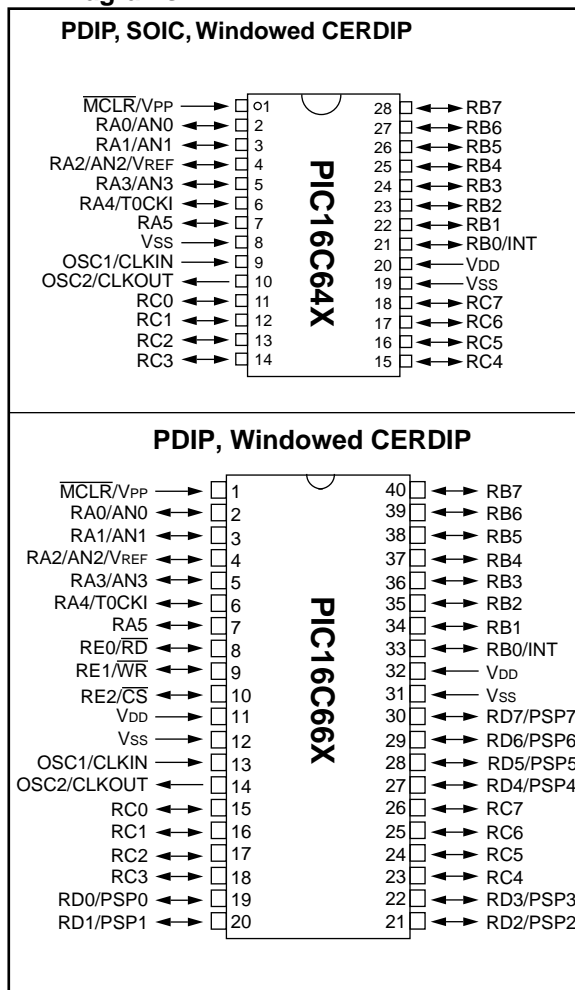 PDIP, SOIC, Windowed CERDIP
MCLR/VPP
RA0/AN0
RA1/AN1
RA2/AN2/VREF
RA3/AN3
RA4/T0CKI
RA5
VSS
OSC1/CLKIN
OSC2/CLKOUT
RC0
RC1
RC2
RC3
1
2
3
4
5
6
7
8
9
10
11
12
13
14
PIC16C64X
28
27
26
25
24
23
22
21
20
19
18
17
16
15
RB7
RB6
RB5
RB4
RB3
RB2
RB1
RB0/INT
VDD
VSS
RC7
RC6
RC5
RC4
PDIP, Windowed CERDIP
MCLR/VPP
RA0/AN0
RA1/AN1
RA2/AN2/VREF
RA3/AN3
RA4/T0CKI
RA5
RE0/RD
RE1/WR
RE2/CS
VDD
VSS
OSC1/CLKIN
OSC2/CLKOUT
RC0
RC1
RC2
RC3
RD0/PSP0
RD1/PSP1
1
2
3
4
5
6
7
8
9
10
11
12
13
14
15
16
17
18
19
20
PIC16C66X
40
39
38
37
36
35
34
33
32
31
30
29
28
27
26
25
24
23
22
21
RB7
RB6
RB5
RB4
RB3
RB2
RB1
RB0/INT
VDD
VSS
RD7/PSP7
RD6/PSP6
RD5/PSP5
RD4/PSP4
RC7
RC6
RC5
RC4
RD3/PSP3
RD2/PSP2